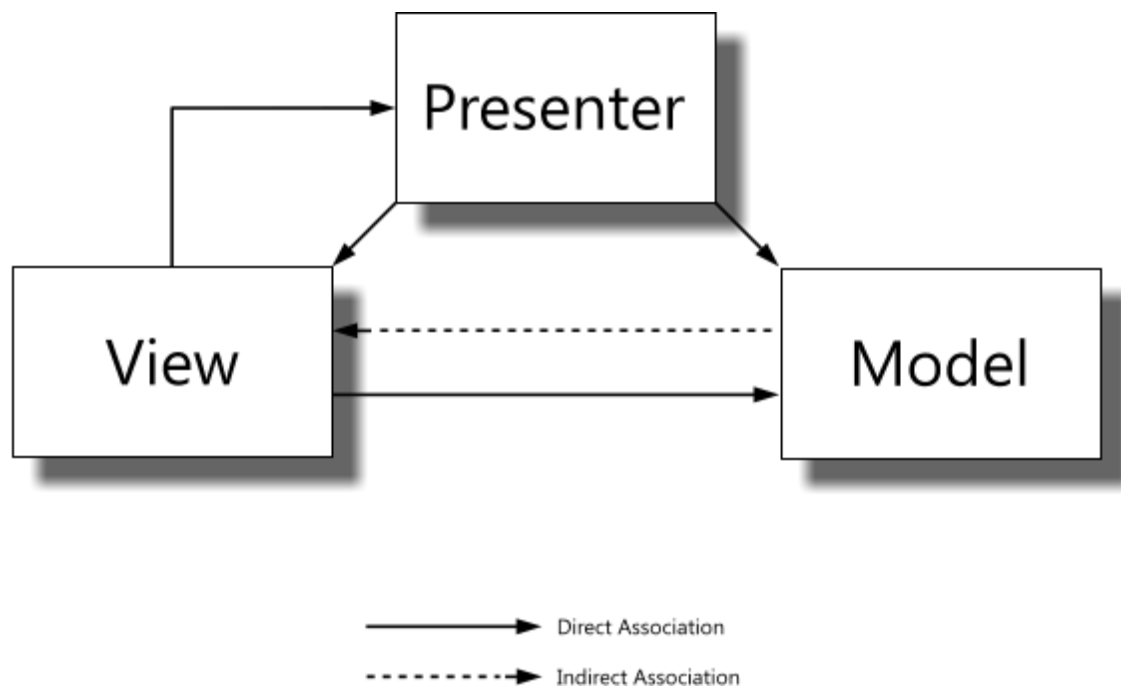 Presenter
View
Model
Direct Association
Indirect Association